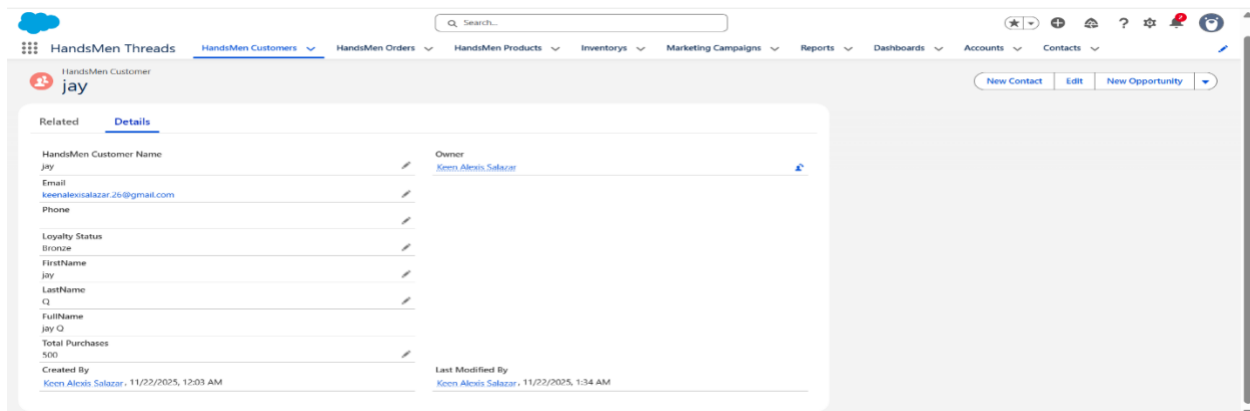 Search...
2
HandsMen Threads HandsMen Customers HandsMen Orders HandsMen Products Inventorys Marketing Campaigns Reports Dashboards Accounts Contacts
HandsMen Customer
jay
New Contact Edit New Opportunity
Related Details
HandsMen Customer Name
jay
Owner
Keen Alexis Salazar
Email
keenalexisalazar.26@gmail.com
Phone
Loyalty Status
Bronze
FirstName
jay
LastName
Q
FullName
jay Q
Total Purchases
500
Created By
Keen Alexis Salazar, 11/22/2025, 12:03 AM
Last Modified By
Keen Alexis Salazar, 11/22/2025, 1:34 AM